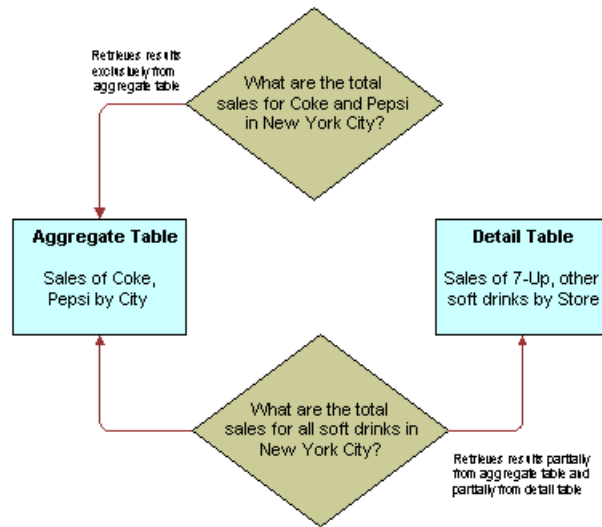 Retrieves results
exclusively from
aggregate table
What are the total
sales for Coke and Pepsi
in New York City?
Aggregate Table
Sales of Coke,
Pepsi by City
Detail Table
Sales of 7-Up, other
soft drinks by Store
What are the total
sales for all soft drinks in
New York City?
Retrieves results partially
from aggregate table and
partially from detail table